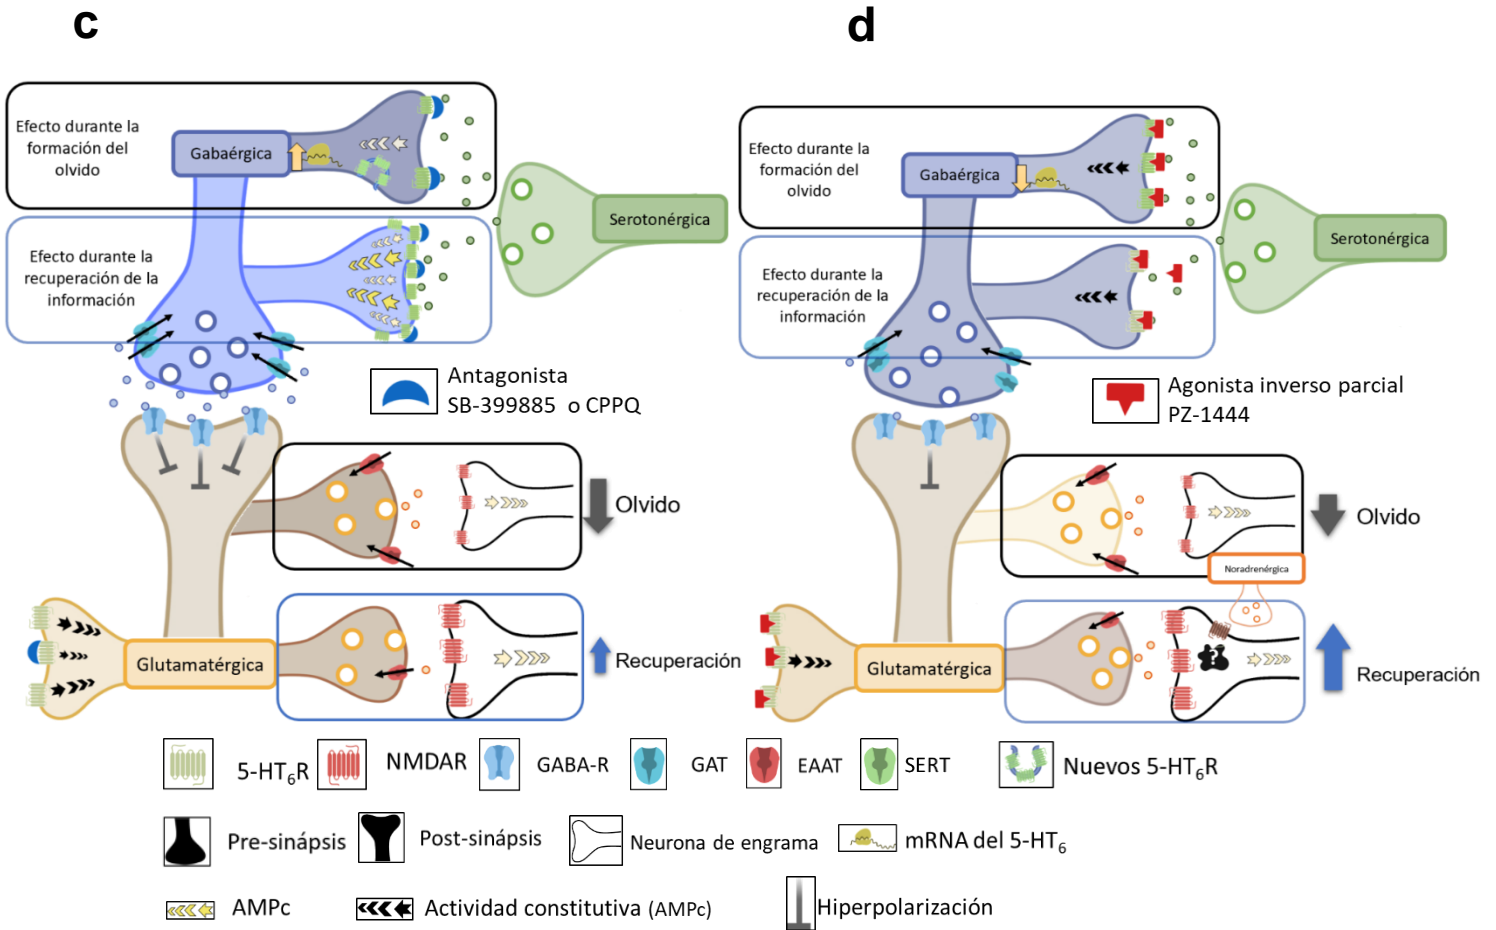 c
Efecto durante la
formación del
olvido
Gabaérgica
Serotonérgica
Efecto durante la
recuperación de la
información
Antagonista
SB-399885 o CPPQ
Olvido
Glutamatérgica
Recuperación
d
Efecto durante la
formación del
olvido
Gabaérgica
Serotonérgica
Efecto durante la
recuperación de la
información
Agonista inverso parcial
PZ-1444
Olvido
Noradrenérgica
Glutamatérgica
Recuperación
5-HT6R
NMDAR
GABA-R
GAT
EAAT
SERT
Nuevos 5-HT6R
Pre-sinápsis
Post-sinápsis
Neurona de engrama
mRNA del 5-HT6
AMPc
Actividad constitutiva (AMPc)
Hiperpolarización